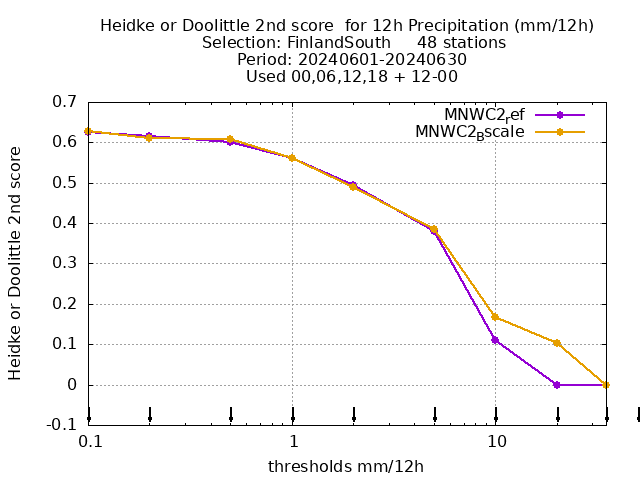 Heidke or Doolittle 2nd score  for 12h Precipitation (mm/12h)
Selection: FinlandSouth     48 stations
Period: 20240601-20240630
Used 00,06,12,18 + 12-00
MNWC2_ref
MNWC2_Bscale
Heidke or Doolittle 2nd score
0.7
0.6
0.5
0.4
0.3
0.2
0.1
0
-0.1
0.1 1 10
thresholds mm/12h